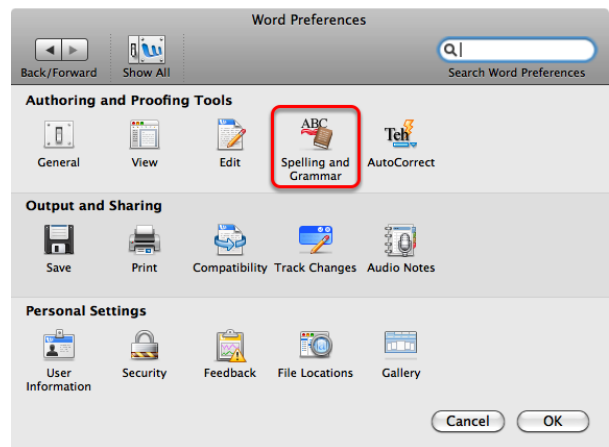 Word Preferences
Back/Forward Show All Search Word Preferences
Authoring and Proofing Tools
ABC Teh
General View Edit Spelling and Grammar AutoCorrect
Output and Sharing
Save Print Compatibility Track Changes Audio Notes
Personal Settings
User Information Security Feedback File Locations Gallery
Cancel OK